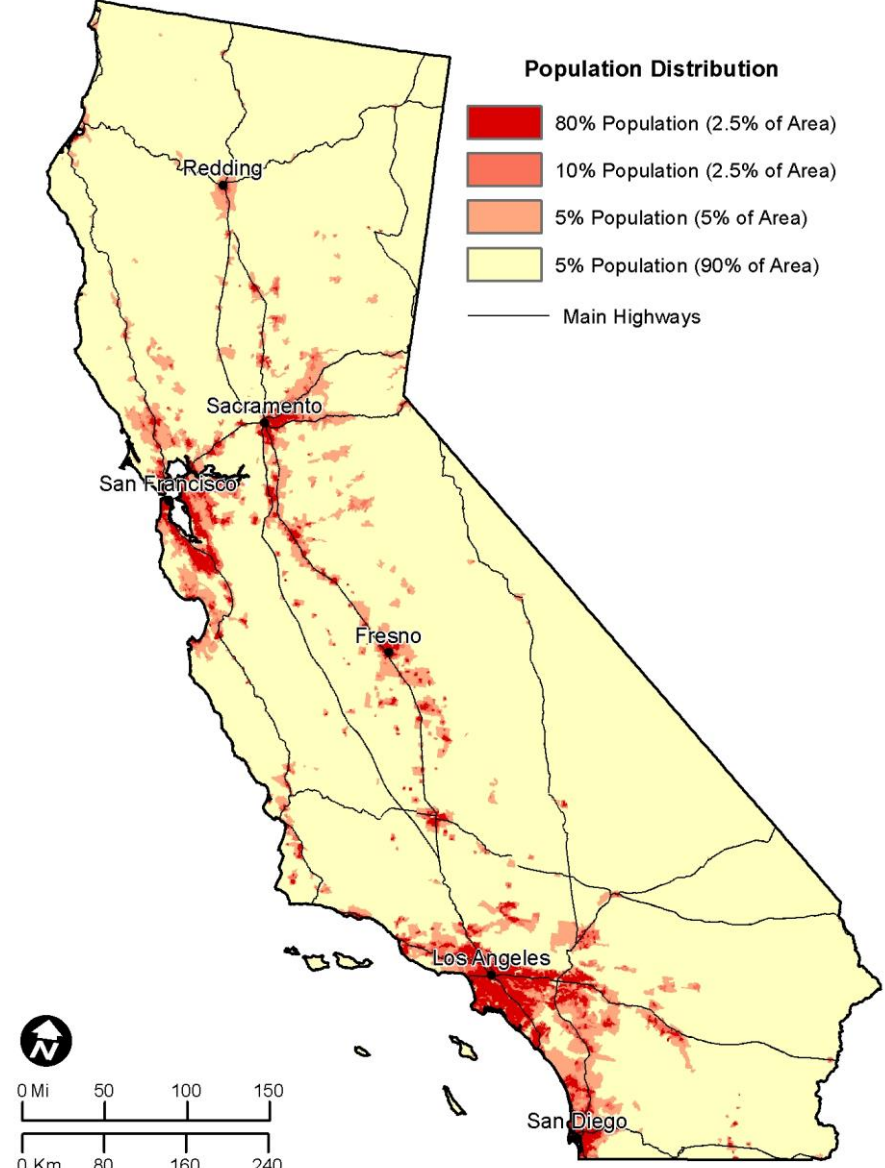 Population Distribution
80% Population (2.5% of Area)
10% Population (2.5% of Area)
5% Population (5% of Area)
5% Population (90% of Area)
Main Highways
Redding
Sacramento
San Francisco
Fresno
Los Angeles
San Diego
N
0 Mi 50 100 150
0 Km 80 160 240